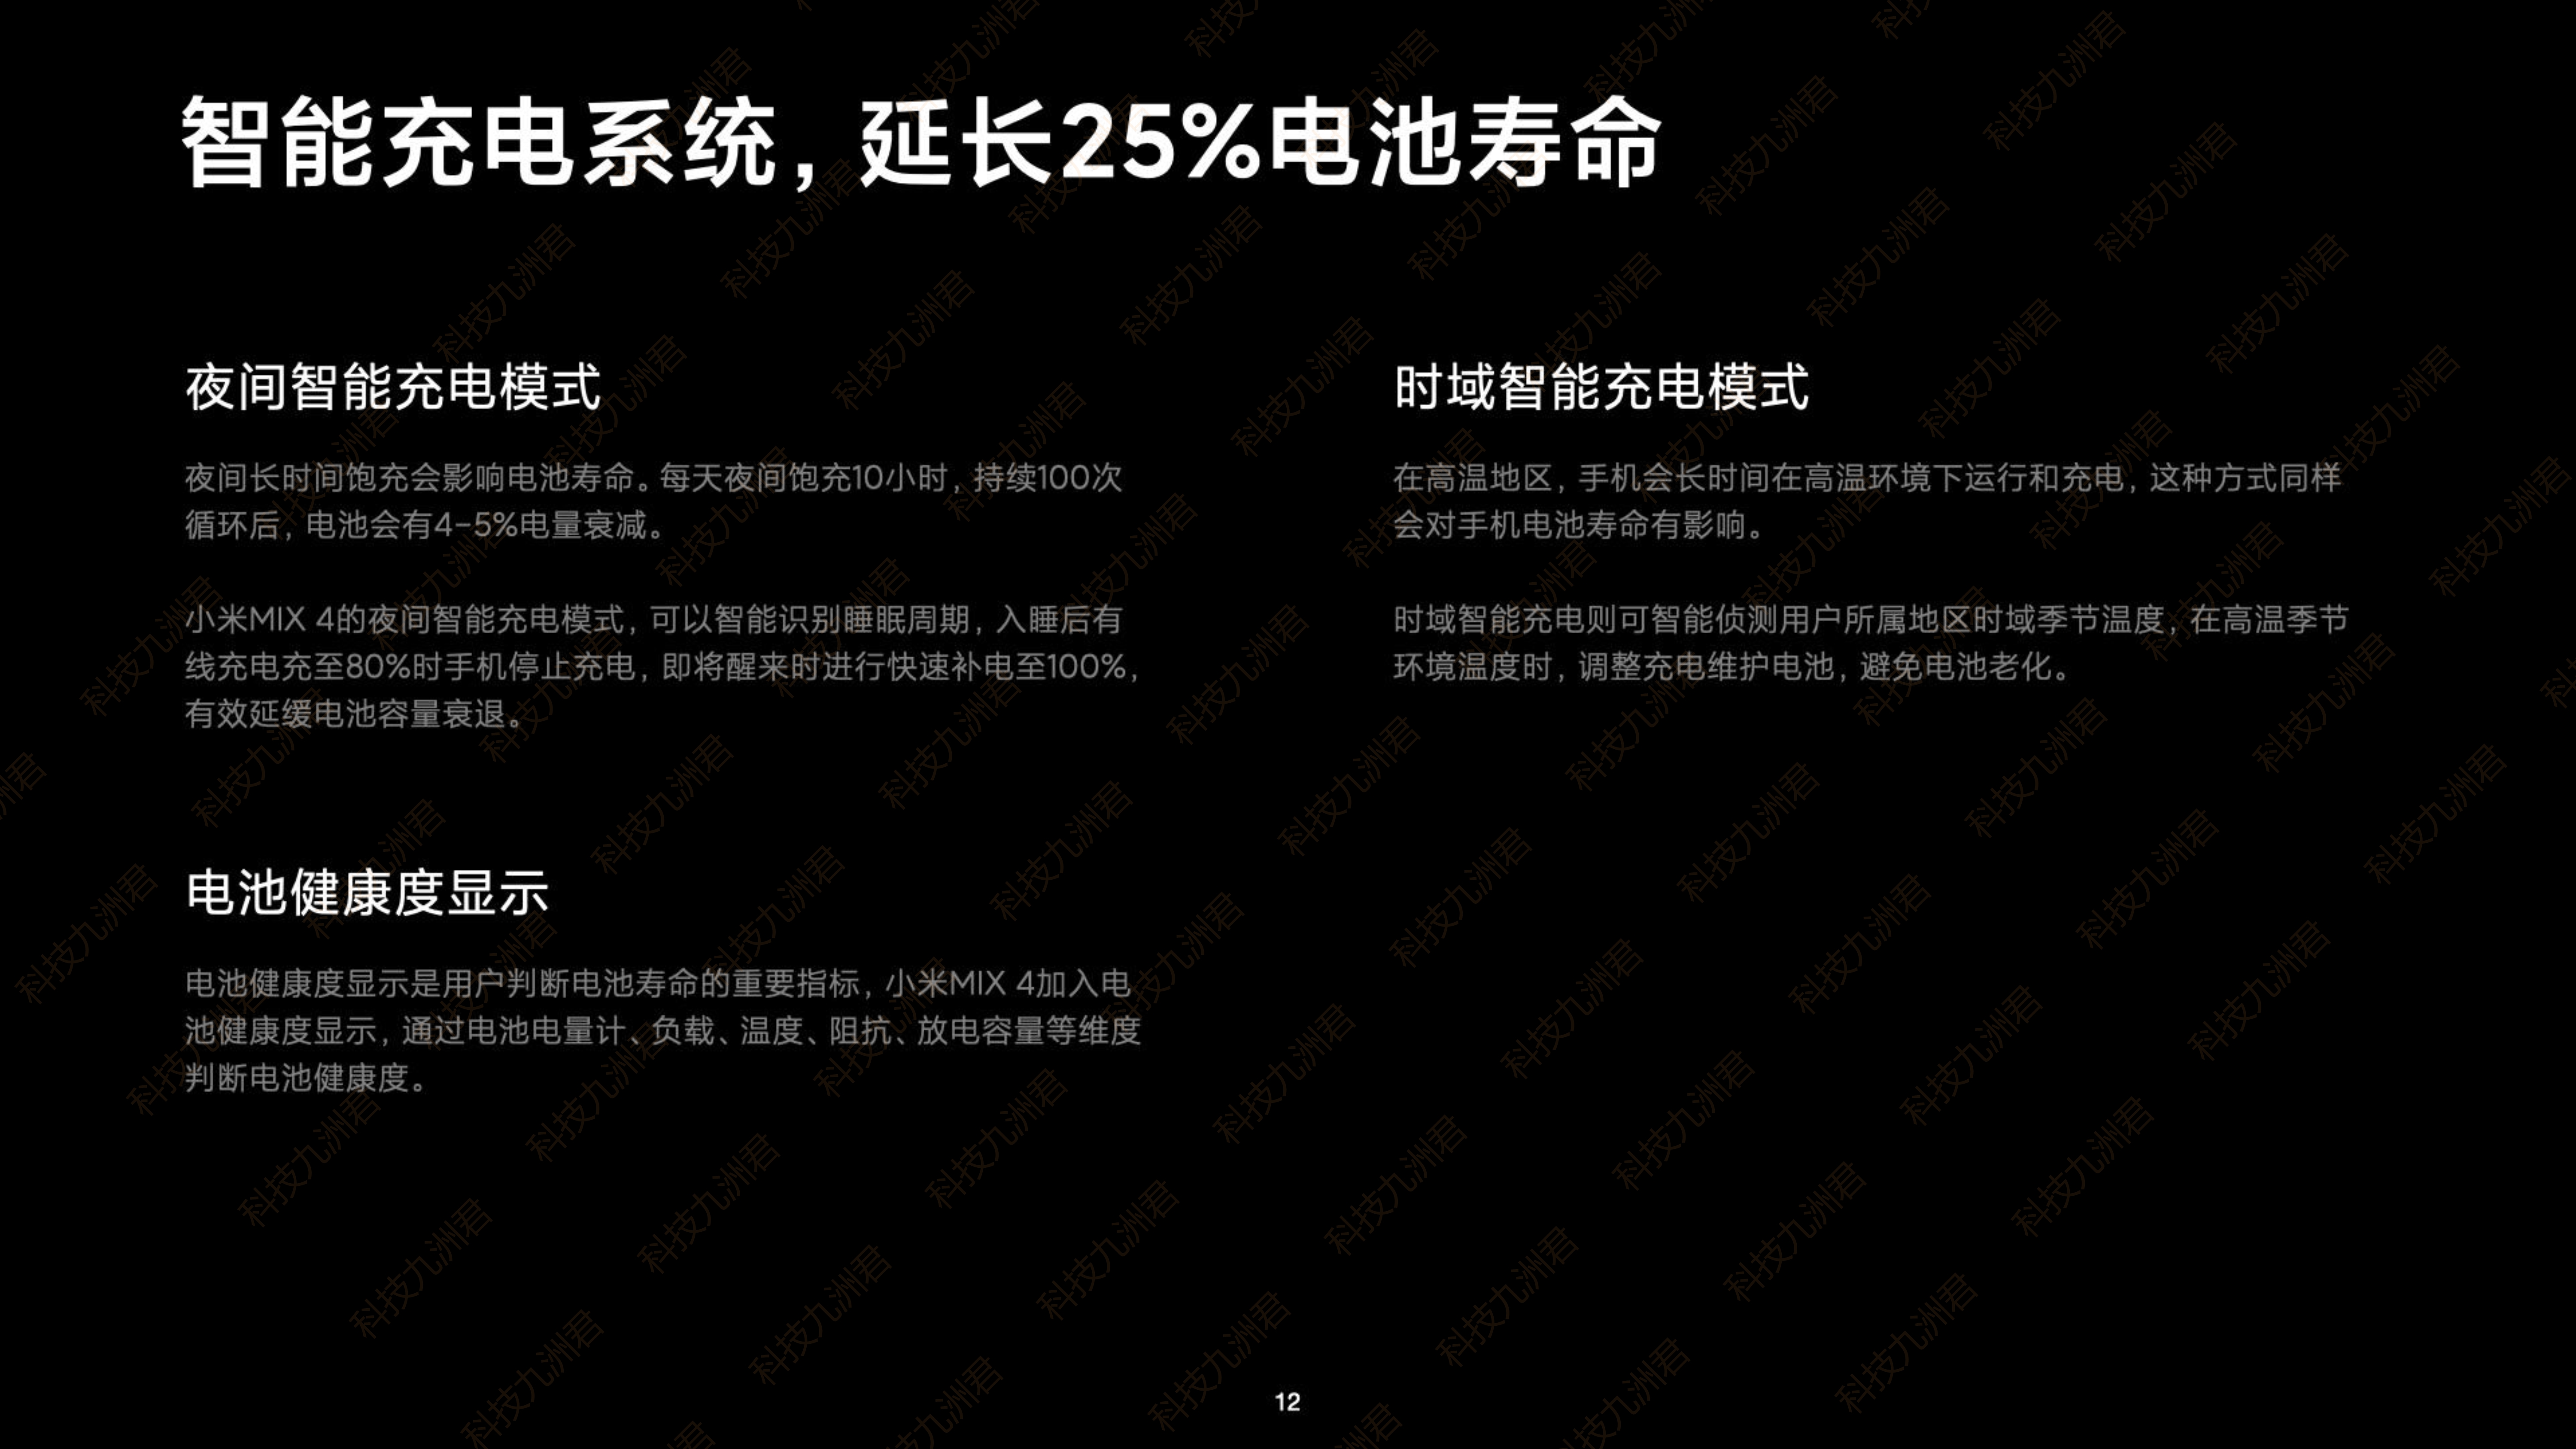 智能充电系统，延长25%电池寿命
夜间智能充电模式
夜间长时间饱充会影响电池寿命。每天夜间饱充10小时，持续100次
循环后，电池会有4-5%电量衰减。
小米MIX 4的夜间智能充电模式，可以智能识别睡眠周期，入睡后有
线充电充至80%时手机停止充电，即将醒来时进行快速补电至100%，
有效延缓电池容量衰退。
时域智能充电模式
在高温地区，手机会长时间在高温环境下运行和充电，这种方式同样
会对手机电池寿命有影响。
时域智能充电则可智能侦测用户所属地区时域季节温度，在高温季节
环境温度时，调整充电维护电池，避免电池老化。
电池健康度显示
电池健康度显示是用户判断电池寿命的重要指标，小米MIX 4加入电
池健康度显示，通过电池电量计、负载、温度、阻抗、放电容量等维度
判断电池健康度。
12
科技九洲君